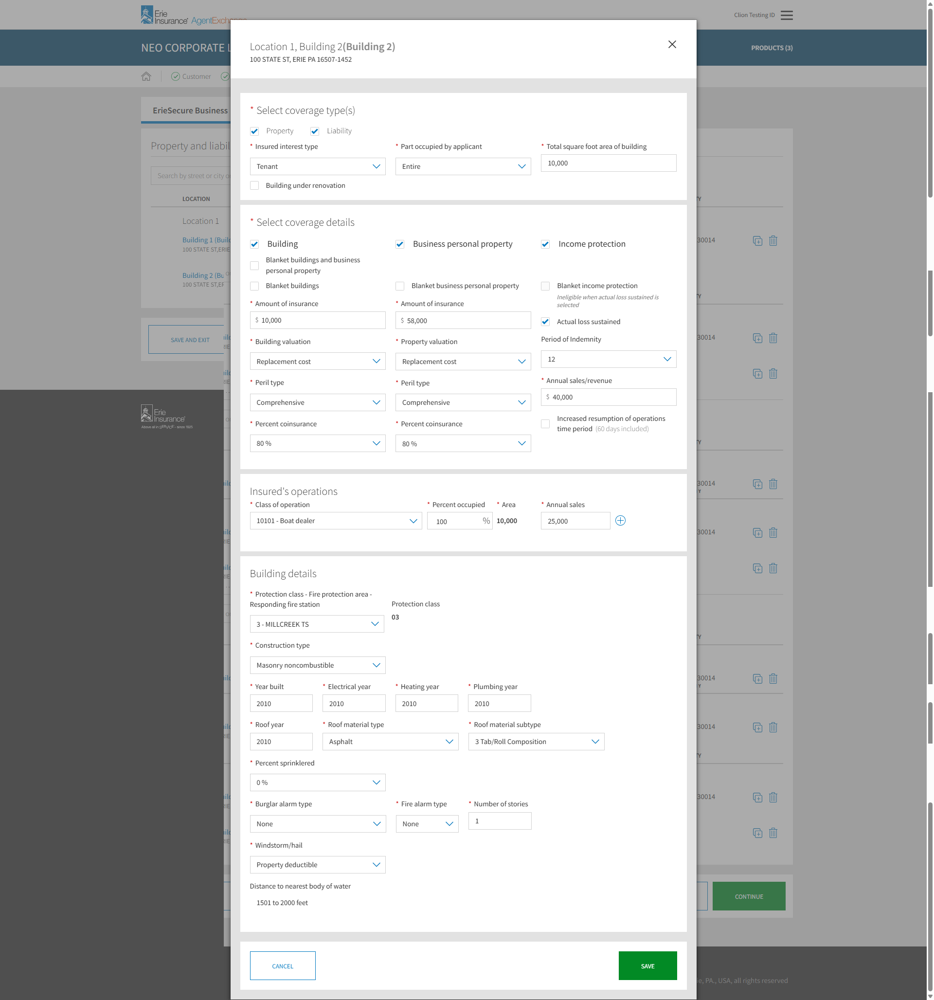 Erie
Insurance® AgentExchange
Clion Testing ID
NEO CORPORATE
PRODUCTS (3)
Customer
ErieSecure Business
Property and liabil
Search by street or city
LOCATION
Location 1
Building 1 (Buil
100 STATE ST,ERIE
30014
Building 2 (Bu
100 STATE ST,ER
SAVE AND EXIT
Erie
Insurance®
Above all in SERVICE® - since 1925
Location 1, Building 2(Building 2)
100 STATE ST, ERIE PA 16507-1452
* Select coverage type(s)
Property Liability
* Insured interest type * Part occupied by applicant * Total square foot area of building
Tenant Entire 10,000
Building under renovation
* Select coverage details
Building Business personal property Income protection
Blanket buildings and business
personal property
Blanket buildings Blanket business personal property Blanket income protection
Ineligible when actual loss sustained is
selected
* Amount of insurance * Amount of insurance
$ 10,000 $ 58,000
Actual loss sustained
* Building valuation * Property valuation Period of Indemnity
Replacement cost Replacement cost 12
* Peril type * Peril type * Annual sales/revenue
Comprehensive Comprehensive $ 40,000
* Percent coinsurance * Percent coinsurance
Increased resumption of operations
time period (60 days included)
80 % 80 %
Insured's operations
* Class of operation * Percent occupied * Area * Annual sales
10101 - Boat dealer 100 % 10,000 25,000
Building details
* Protection class - Fire protection area -
Responding fire station
Protection class
3 - MILLCREEK TS 03
* Construction type
Masonry noncombustible
* Year built * Electrical year * Heating year * Plumbing year
2010 2010 2010 2010
* Roof year * Roof material type * Roof material subtype
2010 Asphalt 3 Tab/Roll Composition
* Percent sprinklered
0 %
* Burglar alarm type * Fire alarm type * Number of stories
None None 1
* Windstorm/hail
Property deductible
Distance to nearest body of water
1501 to 2000 feet
CANCEL SAVE
30014
30014
30014
30014
30014
30014
CONTINUE
ie, PA., USA, all rights reserved